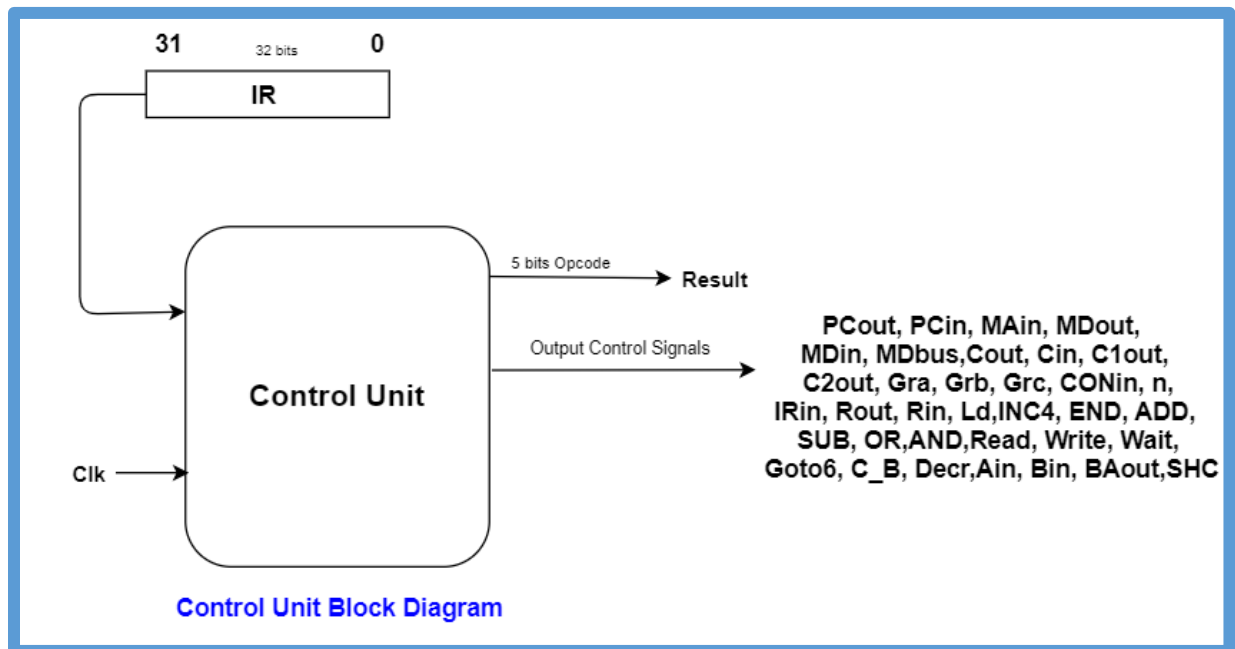 31 32 bits 0
IR
5 bits Opcode
Result
Output Control Signals
PCout, PCin, MAin, MDout,
MDin, MDbus,Cout, Cin, C1out,
C2out, Gra, Grb, Grc, CONin, n,
IRin, Rout, Rin, Ld,INC4, END, ADD,
SUB, OR,AND,Read, Write, Wait,
Goto6, C_B, Decr,Ain, Bin, BAout,SHC
Control Unit
Clk
Control Unit Block Diagram